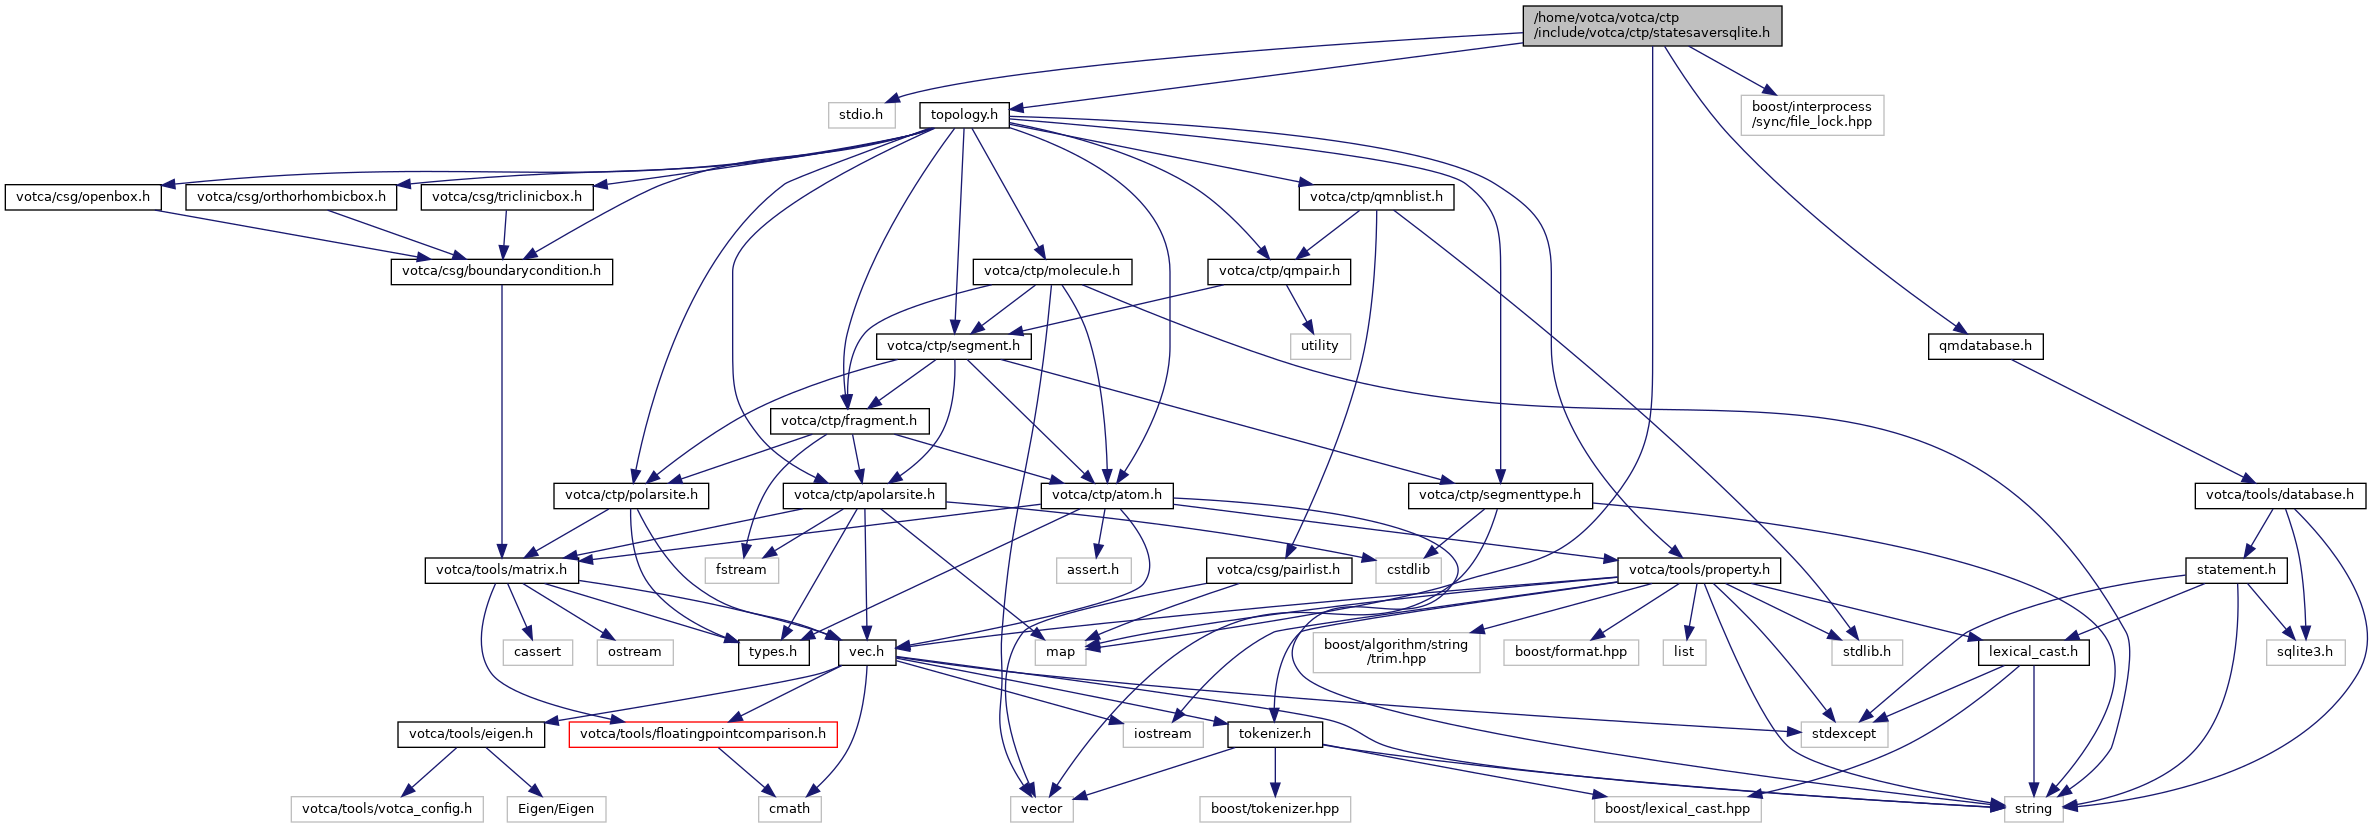 /home/votca/votca/ctp
/include/votca/ctp/statesaversqlite.h
stdio.h
topology.h
boost/interprocess
/sync/file_lock.hpp
votca/csg/openbox.h
votca/csg/orthorhombicbox.h
votca/csg/triclinicbox.h
votca/ctp/qmnblist.h
votca/csg/boundarycondition.h
votca/ctp/molecule.h
votca/ctp/qmpair.h
votca/ctp/segment.h
utility
qmdatabase.h
votca/ctp/fragment.h
votca/ctp/polarsite.h
votca/ctp/apolarsite.h
votca/ctp/atom.h
votca/ctp/segmenttype.h
votca/tools/database.h
votca/tools/matrix.h
fstream
assert.h
votca/csg/pairlist.h
cstdlib
votca/tools/property.h
statement.h
cassert
ostream
types.h
vec.h
map
boost/algorithm/string
/trim.hpp
boost/format.hpp
list
stdlib.h
lexical_cast.h
sqlite3.h
votca/tools/eigen.h
votca/tools/floatingpointcomparison.h
iostream
tokenizer.h
stdexcept
votca/tools/votca_config.h
Eigen/Eigen
cmath
vector
boost/tokenizer.hpp
boost/lexical_cast.hpp
string